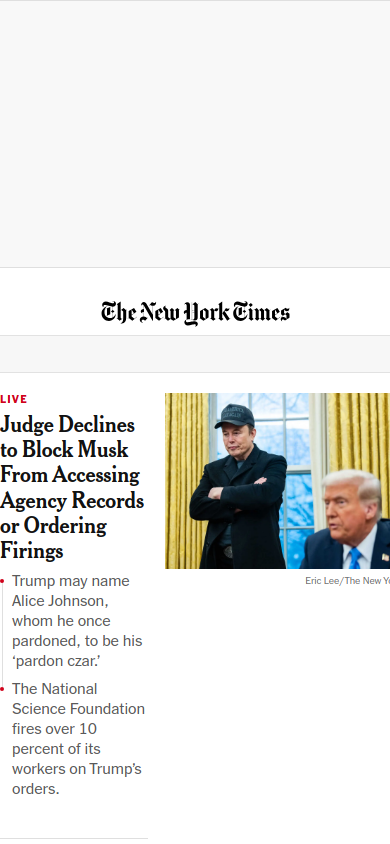 The New York Times
LIVE
Judge Declines
to Block Musk
From Accessing
Agency Records
or Ordering
Firings
Trump may name
Alice Johnson,
whom he once
pardoned, to be his
‘pardon czar.’
The National
Science Foundation
fires over 10
percent of its
workers on Trump’s
orders.
Eric Lee/The New Yo